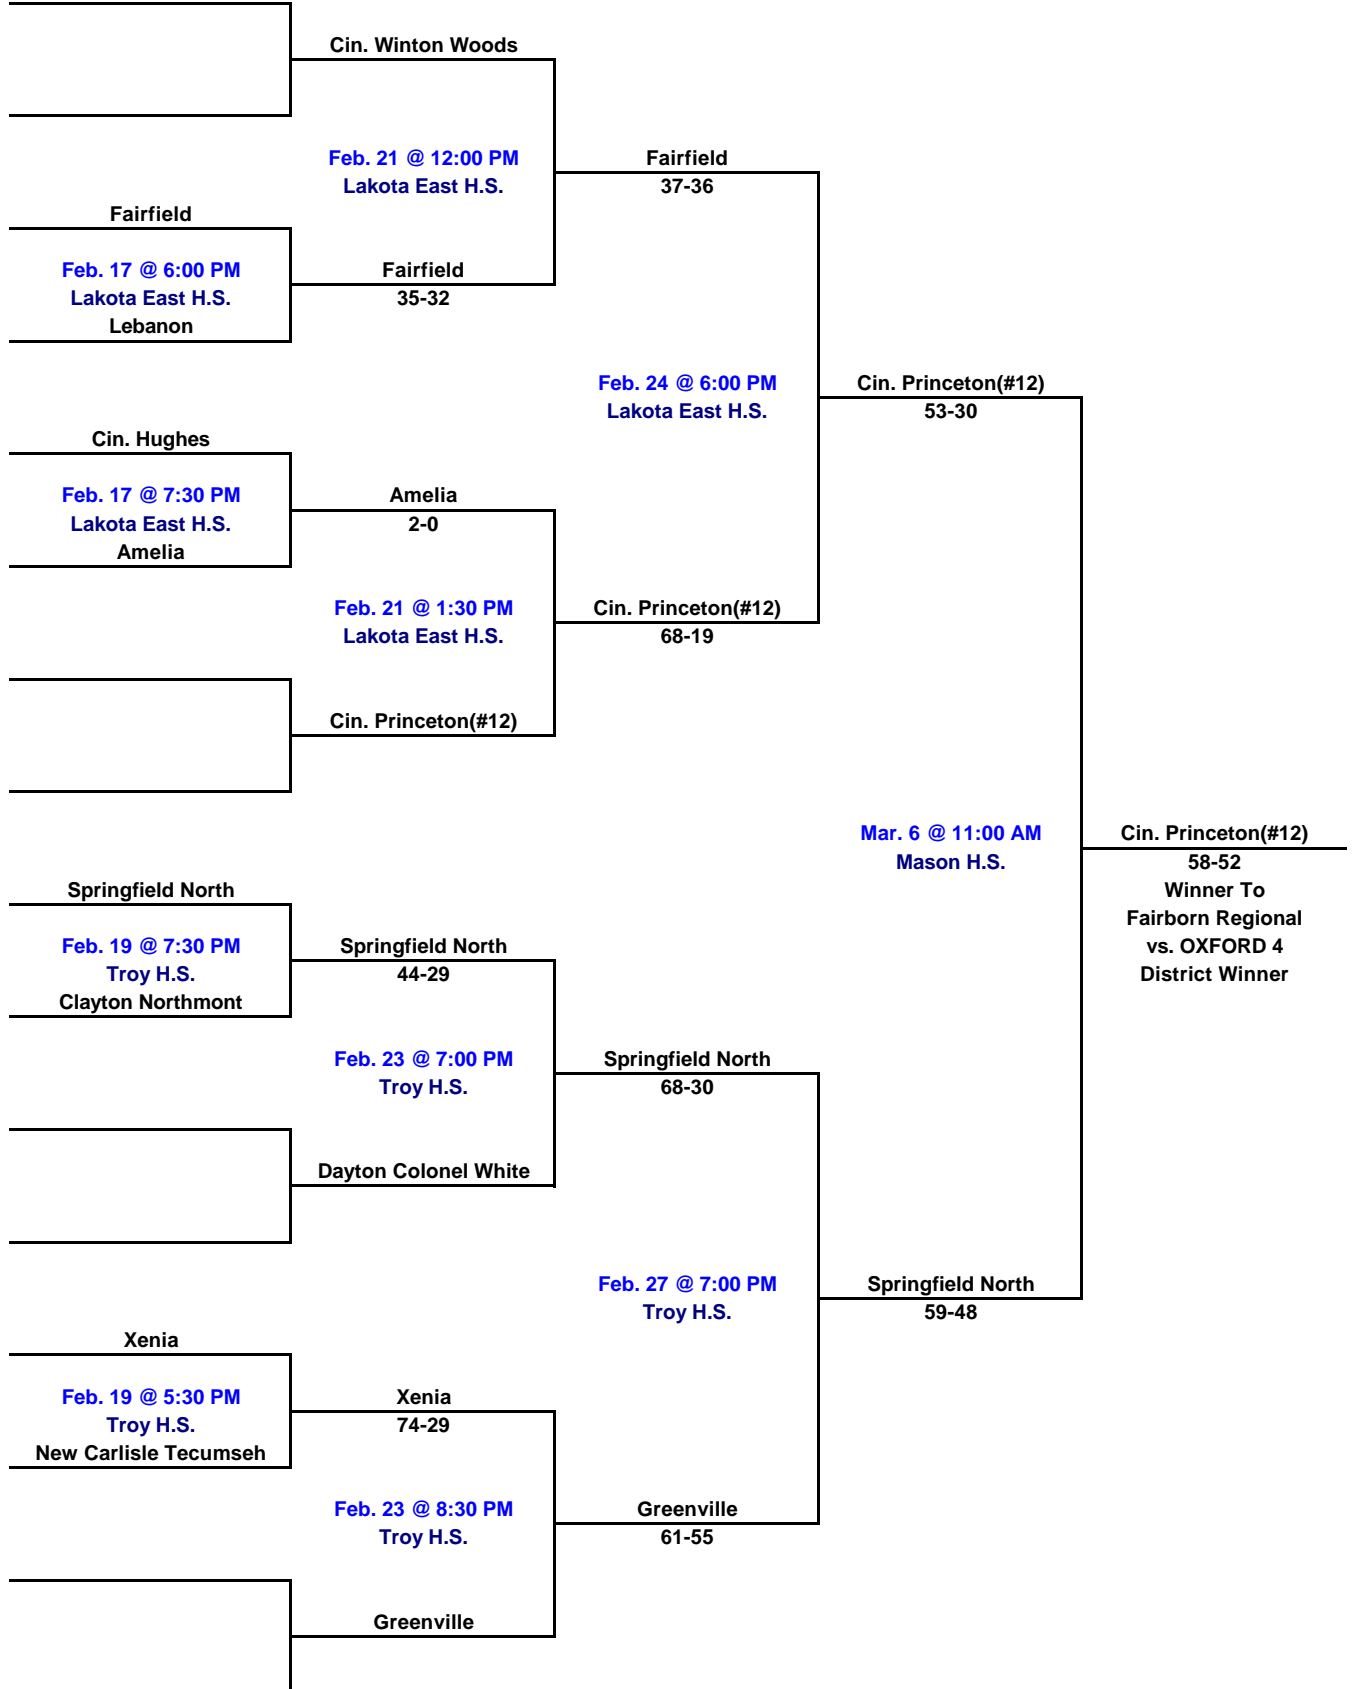 Cin. Winton Woods
Feb. 21 @ 12:00 PM
Lakota East H.S.
Fairfield
37-36
Fairfield
Feb. 17 @ 6:00 PM
Lakota East H.S.
Lebanon
Fairfield
35-32
Feb. 24 @ 6:00 PM
Lakota East H.S.
Cin. Princeton(#12)
53-30
Cin. Hughes
Feb. 17 @ 7:30 PM
Lakota East H.S.
Amelia
Amelia
2-0
Feb. 21 @ 1:30 PM
Lakota East H.S.
Cin. Princeton(#12)
68-19
Cin. Princeton(#12)
Mar. 6 @ 11:00 AM
Mason H.S.
Cin. Princeton(#12)
58-52
Winner To
Fairborn Regional
vs. OXFORD 4
District Winner
Springfield North
Feb. 19 @ 7:30 PM
Troy H.S.
Clayton Northmont
Springfield North
44-29
Feb. 23 @ 7:00 PM
Troy H.S.
Springfield North
68-30
Dayton Colonel White
Feb. 27 @ 7:00 PM
Troy H.S.
Springfield North
59-48
Xenia
Feb. 19 @ 5:30 PM
Troy H.S.
New Carlisle Tecumseh
Xenia
74-29
Feb. 23 @ 8:30 PM
Troy H.S.
Greenville
61-55
Greenville